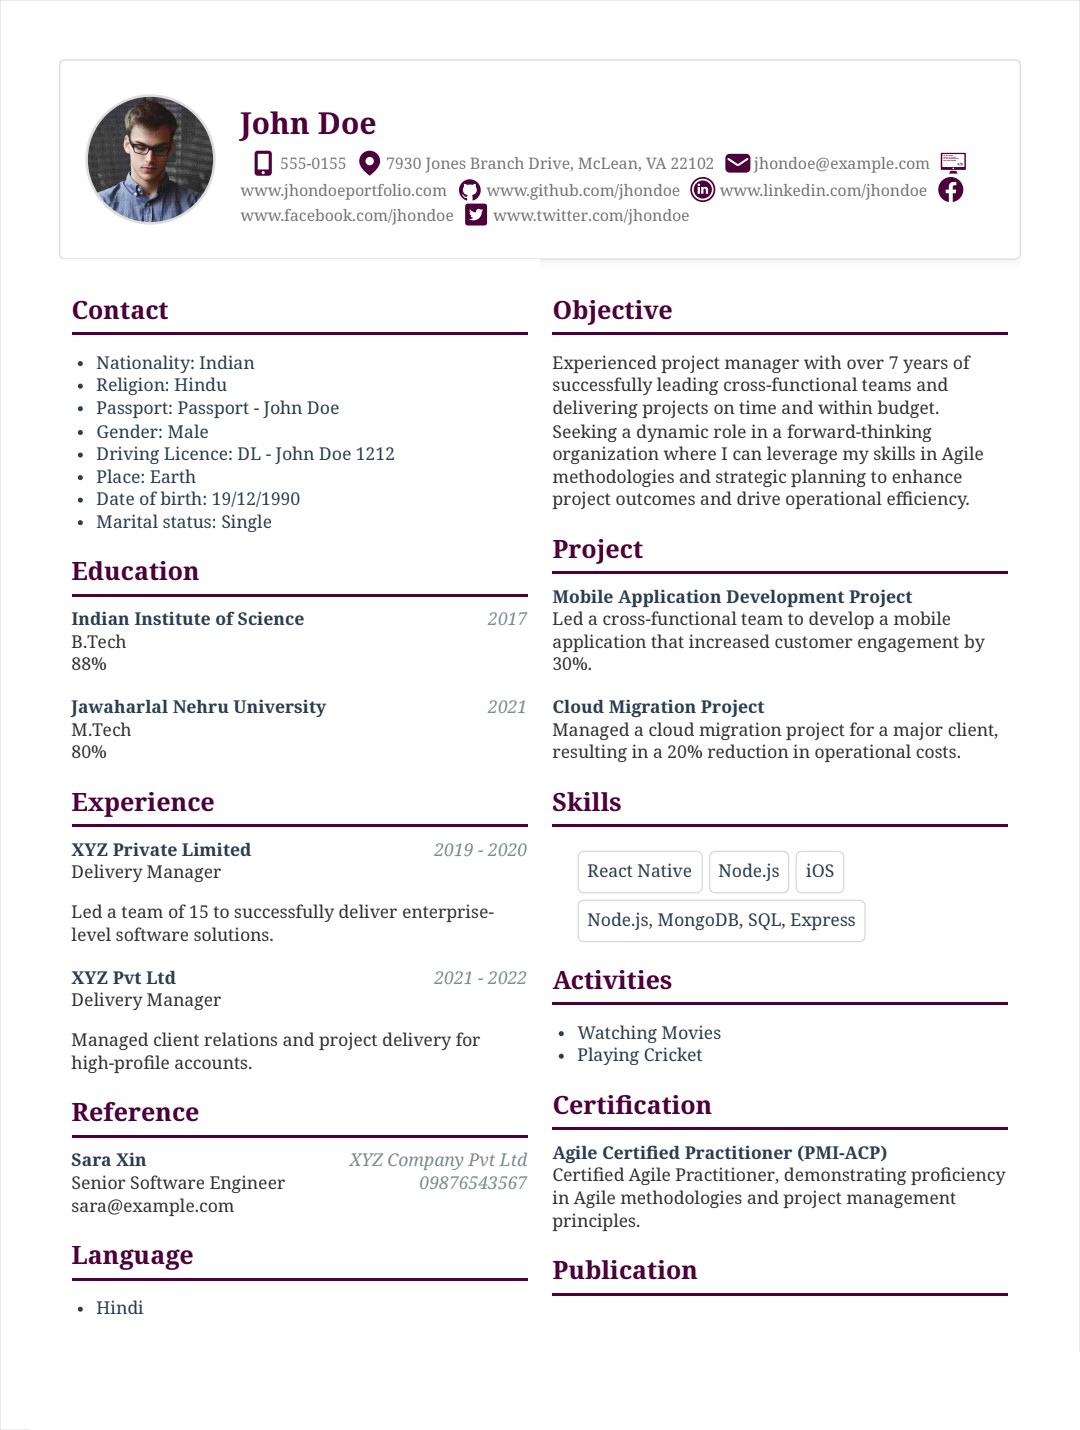 John Doe
555-0155 7930 Jones Branch Drive, McLean, VA 22102 jhondoe@example.com
www.jhondoeportfolio.com www.github.com/jhondoe www.linkedin.com/jhondoe
www.facebook.com/jhondoe www.twitter.com/jhondoe
Contact
Nationality: Indian
Religion: Hindu
Passport: Passport - John Doe
Gender: Male
Driving Licence: DL - John Doe 1212
Place: Earth
Date of birth: 19/12/1990
Marital status: Single
Education
Indian Institute of Science 2017
B.Tech
88%
Jawaharlal Nehru University 2021
M.Tech
80%
Experience
XYZ Private Limited 2019 - 2020
Delivery Manager
Led a team of 15 to successfully deliver enterprise-
level software solutions.
XYZ Pvt Ltd 2021 - 2022
Delivery Manager
Managed client relations and project delivery for
high-profile accounts.
Reference
Sara Xin XYZ Company Pvt Ltd
Senior Software Engineer 09876543567
sara@example.com
Language
Hindi
Objective
Experienced project manager with over 7 years of
successfully leading cross-functional teams and
delivering projects on time and within budget.
Seeking a dynamic role in a forward-thinking
organization where I can leverage my skills in Agile
methodologies and strategic planning to enhance
project outcomes and drive operational efficiency.
Project
Mobile Application Development Project
Led a cross-functional team to develop a mobile
application that increased customer engagement by
30%.
Cloud Migration Project
Managed a cloud migration project for a major client,
resulting in a 20% reduction in operational costs.
Skills
React Native Node.js iOS
Node.js, MongoDB, SQL, Express
Activities
Watching Movies
Playing Cricket
Certification
Agile Certified Practitioner (PMI-ACP)
Certified Agile Practitioner, demonstrating proficiency
in Agile methodologies and project management
principles.
Publication